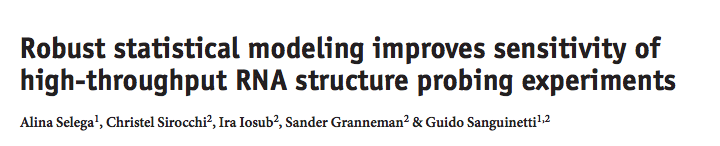 Robust statistical modeling improves sensitivity of
high-throughput RNA structure probing experiments
Alina Selega1, Christel Sirocchi2, Ira Iosub2, Sander Granneman2 & Guido Sanguinetti1,2